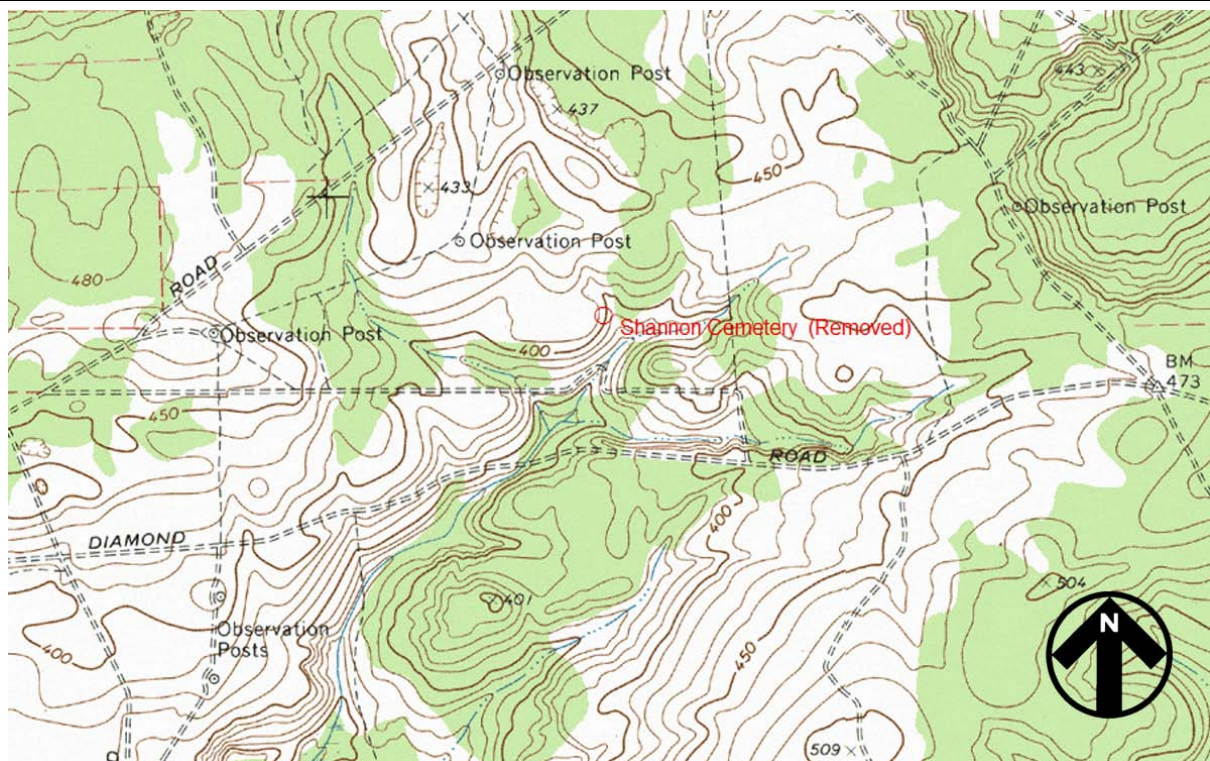 Observation Post
443
437
450
433
Observation Post
Observation Post
480
ROAD
Shannon Cemetery (Removed)
Observation Post
400
BM
473
450
ROAD
400
DIAMOND
504
401
N
Observation
Posts
400
450
509